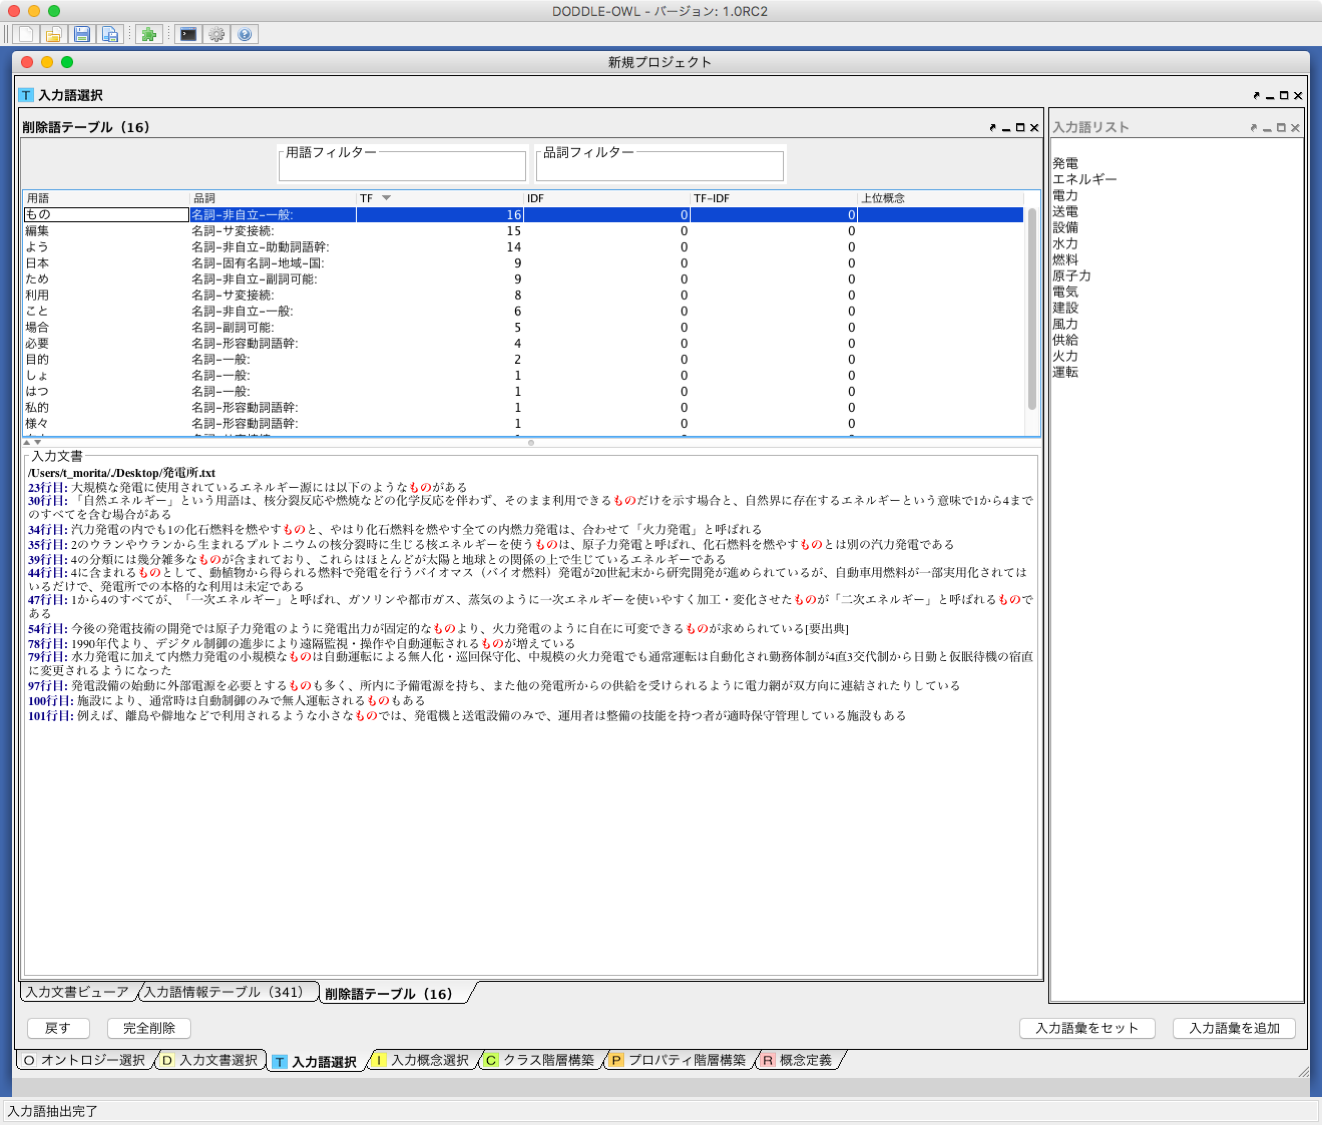 DODDLE-OWL - バージョン: 1.0RC2
新規プロジェクト
T 入力語選択
削除語テーブル（16）
入力語リスト
用語フィルター
品詞フィルター
用語 品詞 TF IDF TF-IDF 上位概念
もの 名詞-非自立-一般: 16 0 0
編集 名詞-サ変接続: 15 0 0
よう 名詞-非自立-助動詞語幹: 14 0 0
日本 名詞-固有名詞-地域-国: 9 0 0
ため 名詞-非自立-副詞可能: 9 0 0
利用 名詞-サ変接続: 8 0 0
こと 名詞-非自立-一般: 6 0 0
場合 名詞-副詞可能: 5 0 0
必要 名詞-形容動詞語幹: 4 0 0
目的 名詞-一般: 2 0 0
しょ 名詞-一般: 1 0 0
はつ 名詞-一般: 1 0 0
私的 名詞-形容動詞語幹: 1 0 0
様々 名詞-形容動詞語幹: 1 0 0
発電
エネルギー
電力
送電
設備
水力
燃料
原子力
電気
建設
風力
供給
火力
運転
入力文書
/Users/t_morita/./Desktop/発電所.txt
23行目: 大規模な発電に使用されているエネルギー源には以下のようなものがある
30行目: 「自然エネルギー」という用語は、核分裂反応や燃焼などの化学反応を伴わず、そのまま利用できるものだけを示す場合と、自然界に存在するエネルギーという意味で1から4まで
のすべてを含む場合がある
34行目: 汽力発電の内でも1の化石燃料を燃やすものと、やはり化石燃料を燃やす全ての内燃力発電は、合わせて「火力発電」と呼ばれる
35行目: 2のウランやウランから生まれるプルトニウムの核分裂時に生じる核エネルギーを使うものは、原子力発電と呼ばれ、化石燃料を燃やすものとは別の汽力発電である
39行目: 4の分類には幾分雑多なものが含まれており、これらはほとんどが太陽と地球との関係の上で生じているエネルギーである
44行目: 4に含まれるものとして、動植物から得られる燃料で発電を行うバイオマス（バイオ燃料）発電が20世紀末から研究開発が進められているが、自動車用燃料が一部実用化されては
いるだけで、発電所での本格的な利用は未定である
47行目: 1から4のすべてが、「一次エネルギー」と呼ばれ、ガソリンや都市ガス、蒸気のように一次エネルギーを使いやすく加工・変化させたものが「二次エネルギー」と呼ばれるもので
ある
54行目: 今後の発電技術の開発では原子力発電のように発電出力が固定的なものより、火力発電のように自在に可変できるものが求められている[要出典]
78行目: 1990年代より、デジタル制御の進歩により遠隔監視・操作や自動運転されるものが増えている
79行目: 水力発電に加えて内燃力発電の小規模なものは自動運転による無人化・巡回保守化、中規模の火力発電でも通常運転は自動化され勤務体制が4直3交代制から日勤と仮眠待機の宿直
に変更されるようになった
97行目: 発電設備の始動に外部電源を必要とするものも多く、所内に予備電源を持ち、また他の発電所からの供給を受けられるように電力網が双方向に連結されたりしている
100行目: 施設により、通常時は自動制御のみで無人運転されるものもある
101行目: 例えば、離島や僻地などで利用されるような小さなものでは、発電機と送電設備のみで、運用者は整備の技能を持つ者が適時保守管理している施設もある
入力文書ビューア 入力語情報テーブル（341） 削除語テーブル（16）
戻す 完全削除 入力語彙をセット 入力語彙を追加
O オントロジー選択 D 入力文書選択 T 入力語選択 I 入力概念選択 C クラス階層構築 P プロパティ階層構築 R 概念定義
入力語抽出完了